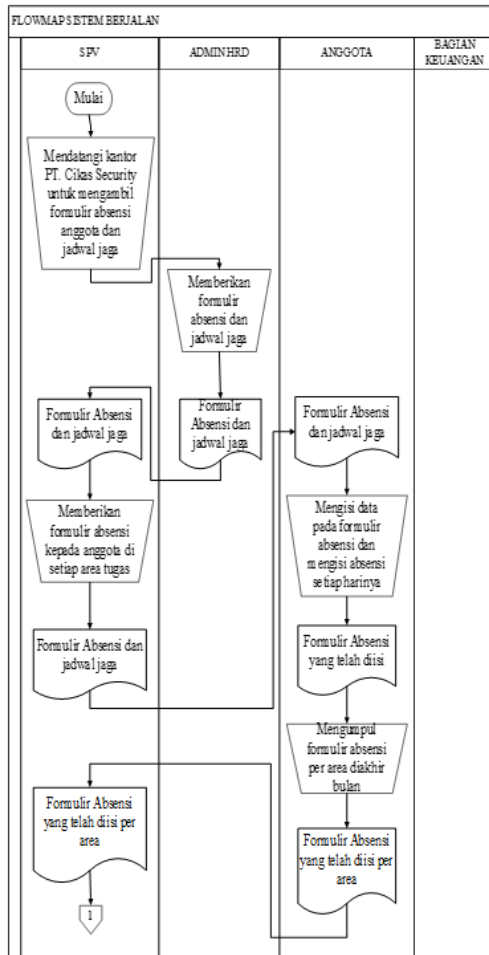 FLOWMAP SISTEM BERJALAN
SPV
ADMIN HRD
ANGGOTA
BAGIAN
KEUANGAN
Mulai
Mendatangi kantor
PT. Cikas Security
untuk mengambil
formulir absensi
anggota dan
jadwal jaga
Memberikan
formulir
absensi dan
jadwal jaga
Formulir Absensi
dan jadwal jaga
Formulir
Absensi dan
jadwal jaga
Formulir Absensi
dan jadwal jaga
Memberikan
formulir absensi
kepada anggota di
setiap area tugas
Mengisi data
pada formulir
absensi dan
mengisi absensi
setiap harinya
Formulir Absensi dan
jadwal jaga
Formulir Absensi
yang telah diisi
Mengumpul
formulir absensi
per area diakhir
bulan
Formulir Absensi
yang telah diisi per
area
Formulir Absensi
yang telah diisi per
area
1